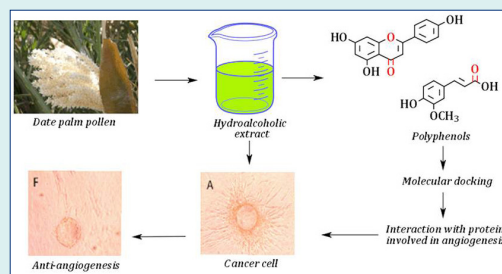 OH
HO
O
OH
O
OH
HO
OCH₃
Date palm pollen
Hydroalcoholic
extract
Polyphenols
Molecular docking
F
A
Interaction with protein
involved in angiogenesis
Anti-angiogenesis
Cancer cell